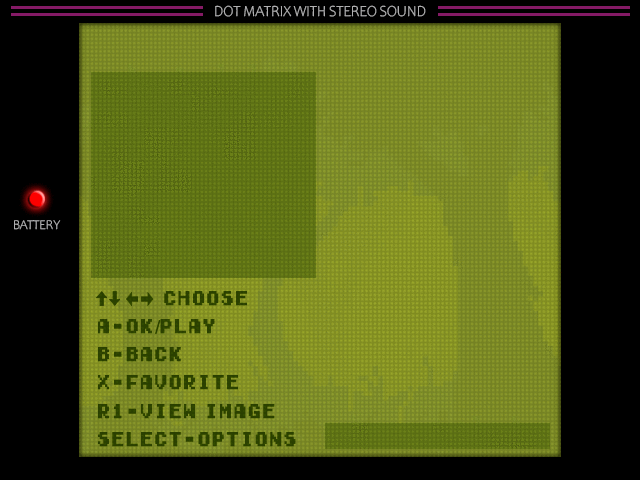 DOT MATRIX WITH STEREO SOUND
BATTERY
↑↓←→ CHOOSE
A-OK/PLAY
B-BACK
X-FAVORITE
R1-VIEW IMAGE
SELECT-OPTIONS